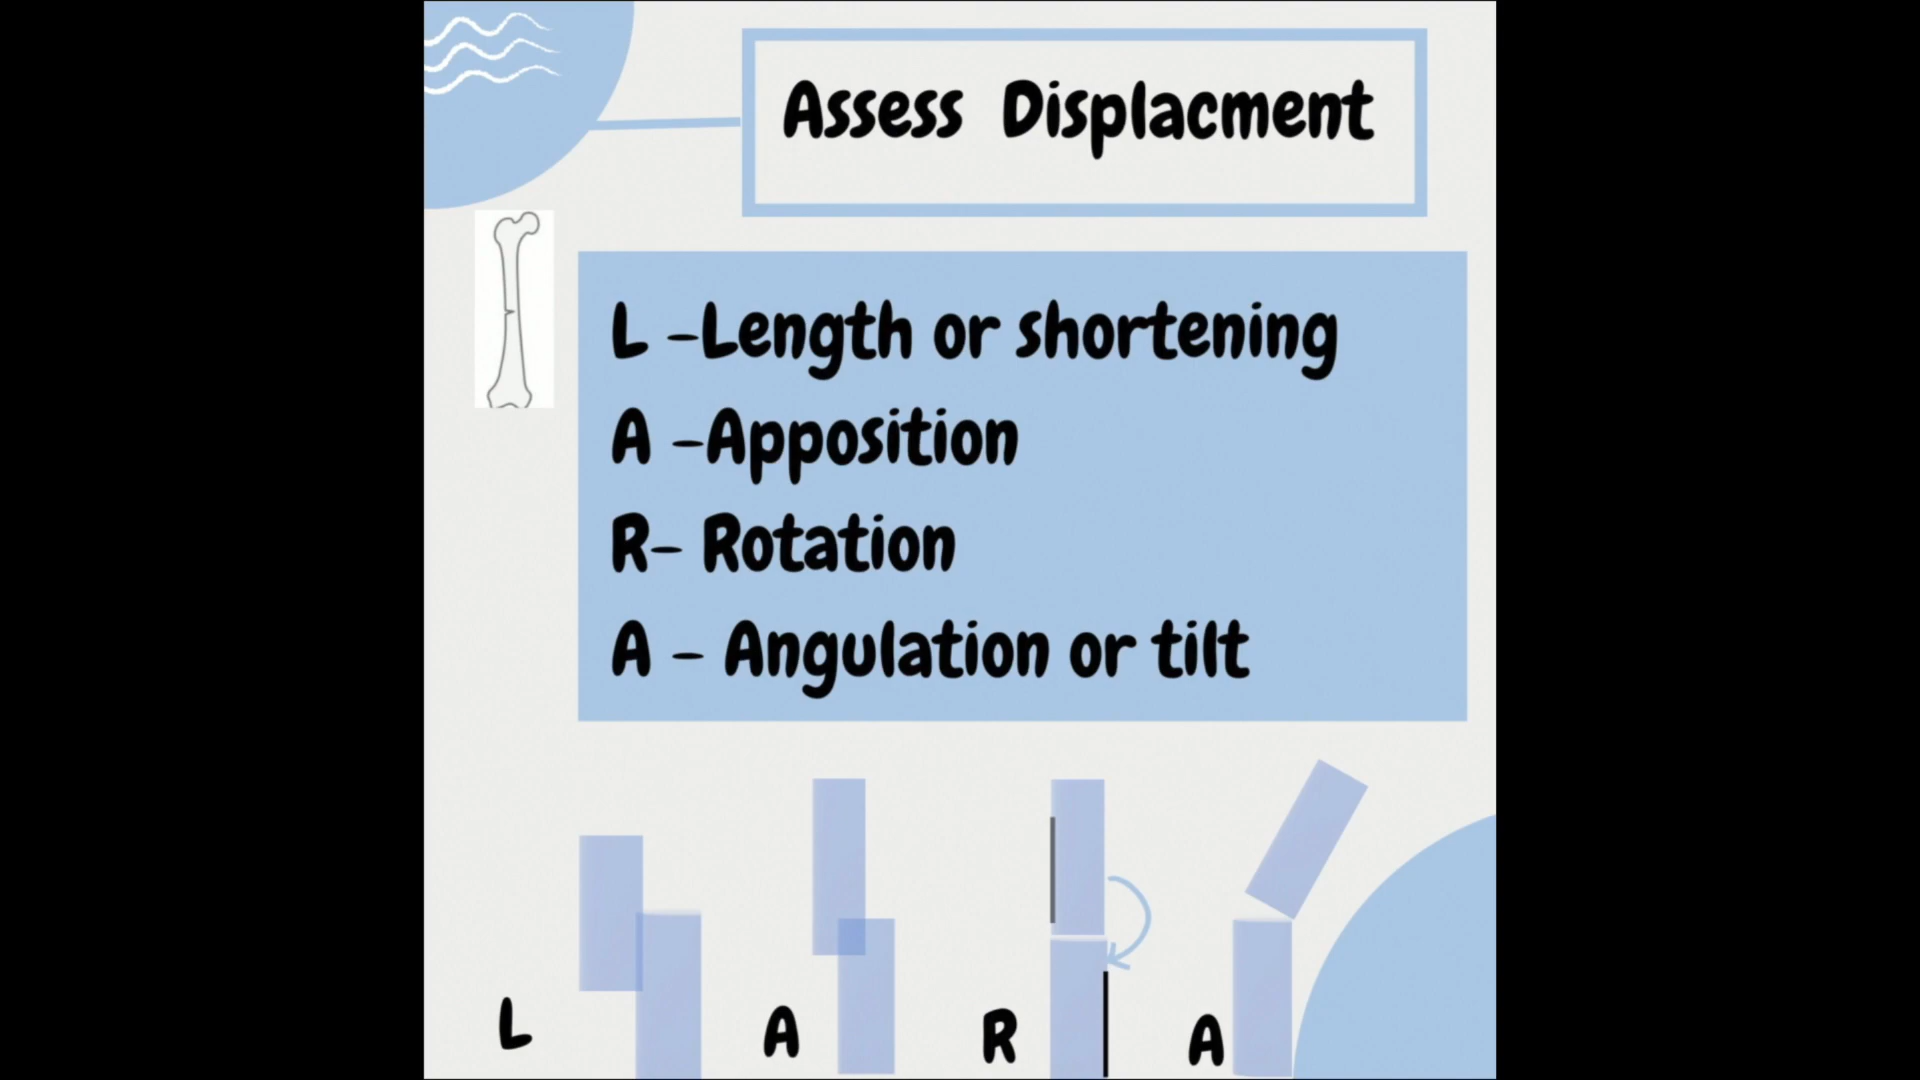 Assess Displacment
L -Length or shortening
A -Apposition
R- Rotation
A - Angulation or tilt
L A R A